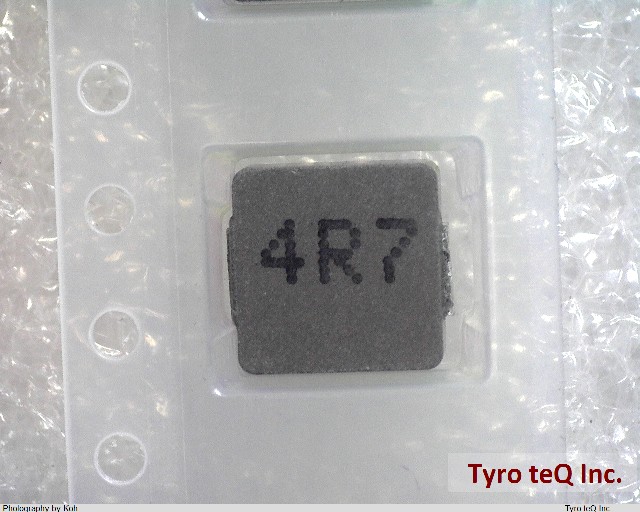 4R7
Tyro teQ Inc.
Photography by Koh
Tyro teQ Inc